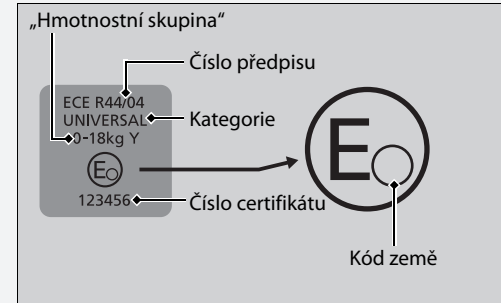 „Hmotnostní skupina“
Číslo předpisu
ECE R44/04
UNIVERSAL
Kategorie
0-18kg Y
E
E
123456
Číslo certifikátu
Kód země